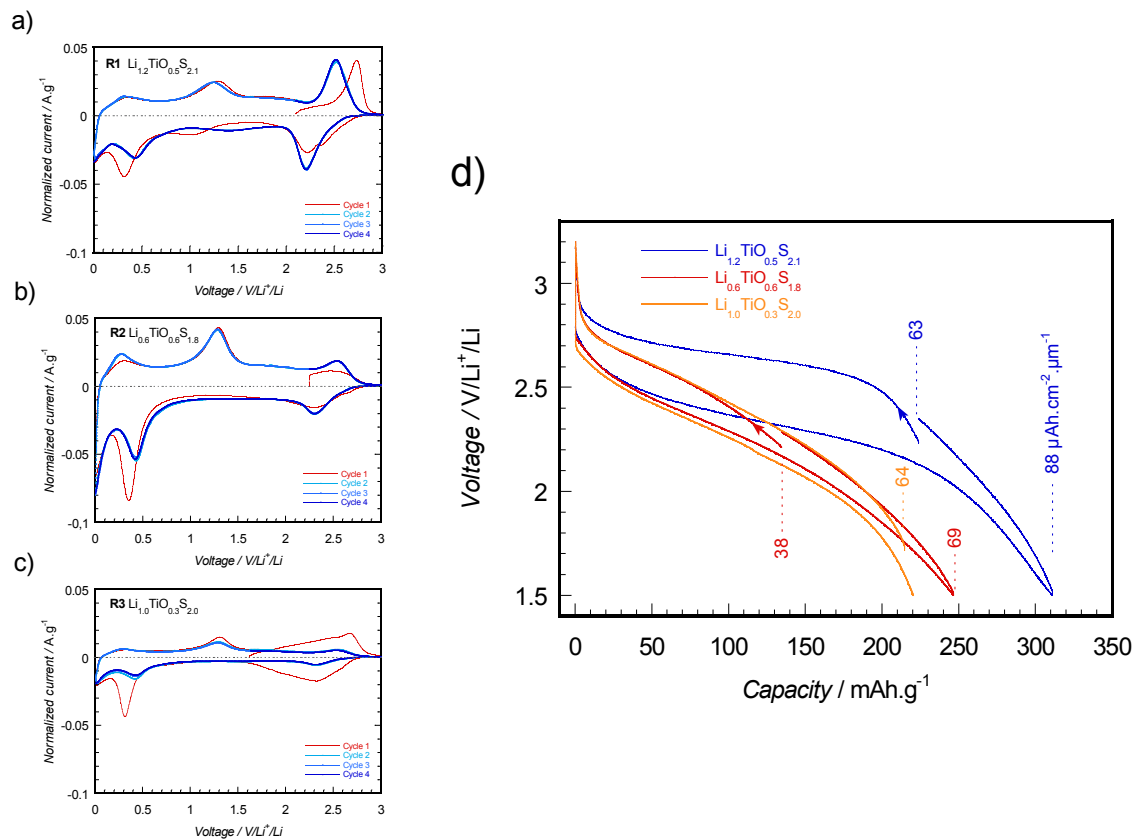 a)
R1 Li1.2TiO0.5S2.1
0.05
0
-0.05
-0.1
Normalized current / A.g-1
Cycle 1
Cycle 2
Cycle 3
Cycle 4
0 0.5 1 1.5 2 2.5 3
Voltage / V/Li+/Li
b)
R2 Li0.6TiO0.6S1.8
0.05
0
-0.05
-0,1
Normalized current / A.g-1
Cycle 1
Cycle 2
Cycle 3
Cycle 4
0 0.5 1 1.5 2 2.5 3
Voltage / V/Li+/Li
c)
R3 Li1.0TiO0.3S2.0
0.05
0
-0.05
-0.1
Normalized current / A.g-1
Cycle 1
Cycle 2
Cycle 3
Cycle 4
0 0.5 1 1.5 2 2.5 3
Voltage / V/Li+/Li
d)
Li1.2TiO0.5S2.1
Li0.6TiO0.6S1.8
Li1.0TiO0.3S2.0
3
2.5
2
1.5
Voltage / V/Li+/Li
63
88 µAh.cm-2.µm-1
64
38
69
0 50 100 150 200 250 300 350
Capacity / mAh.g-1